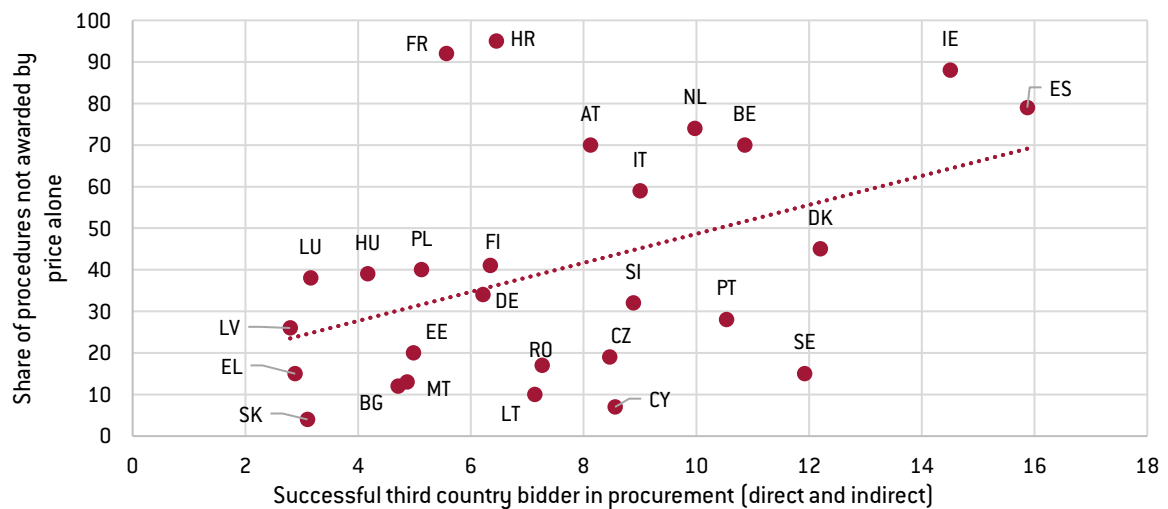 Share of procedures not awarded by
price alone
100
90
80
70
60
50
40
30
20
10
0
FR
HR
IE
ES
AT
NL
BE
IT
DK
LU
HU
PL
FI
SI
DE
PT
LV
EE
RO
CZ
SE
EL
MT
BG
LT
CY
SK
0 2 4 6 8 10 12 14 16 18
Successful third country bidder in procurement (direct and indirect)